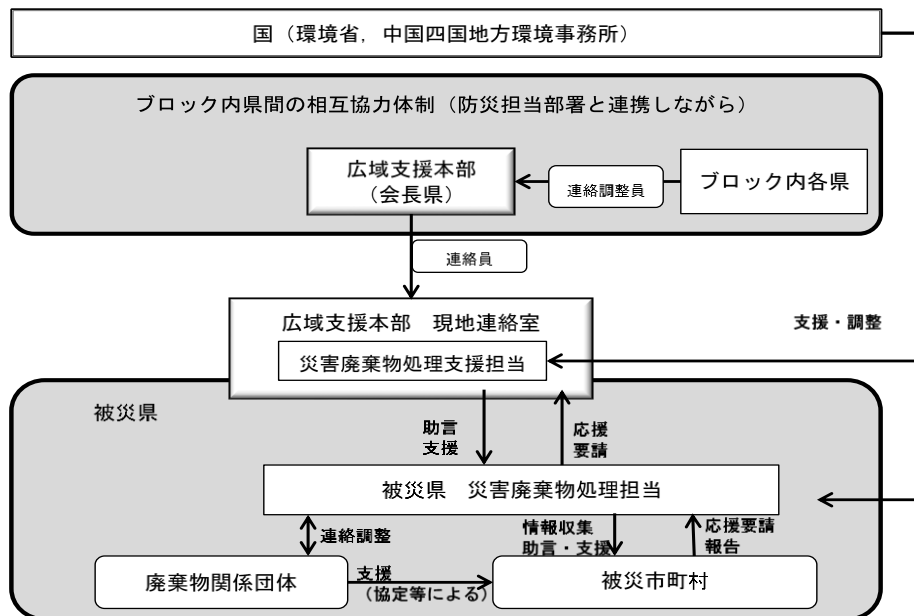 国（環境省，中国四国地方環境事務所）
ブロック内県間の相互協力体制（防災担当部署と連携しながら）
広域支援本部
（会長県）
連絡調整員
ブロック内各県
連絡員
広域支援本部　現地連絡室
災害廃棄物処理支援担当
支援・調整
被災県
助言
支援
応援
要請
被災県　災害廃棄物処理担当
連絡調整
情報収集
助言・支援
応援要請
報告
廃棄物関係団体
支援
（協定等による）
被災市町村